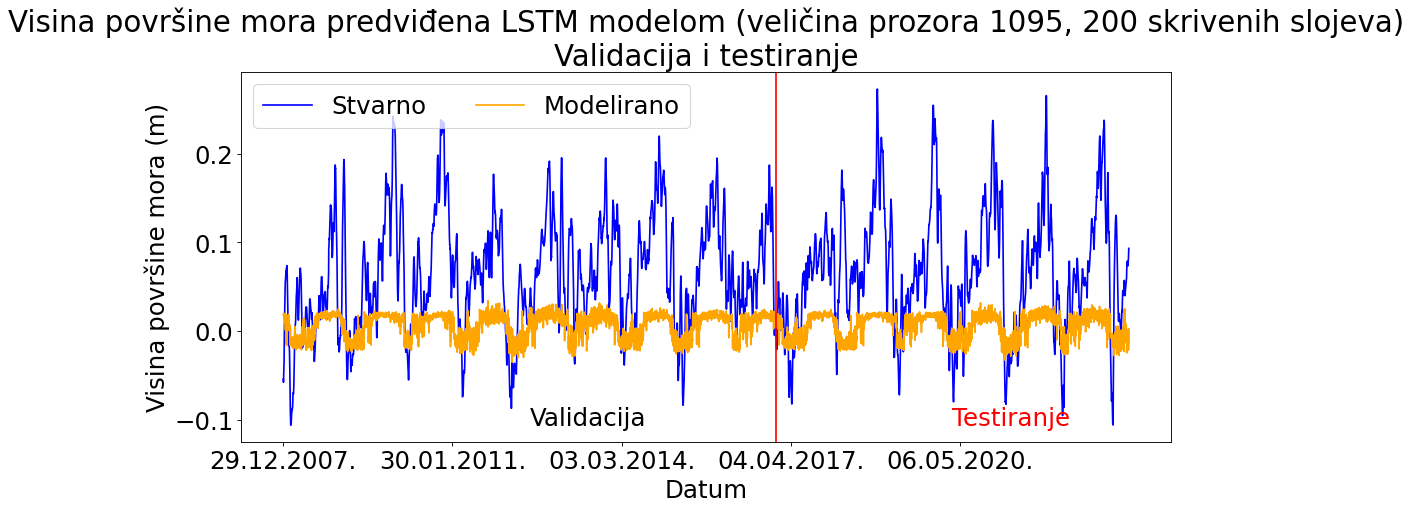 Visina površine mora predviđena LSTM modelom (veličina prozora 1095, 200 skrivenih slojeva)
Validacija i testiranje
Stvarno
Modelirano
Visina površine mora (m)
0.2
0.1
0.0
−0.1
Validacija
Testiranje
29.12.2007.
30.01.2011.
03.03.2014.
04.04.2017.
06.05.2020.
Datum